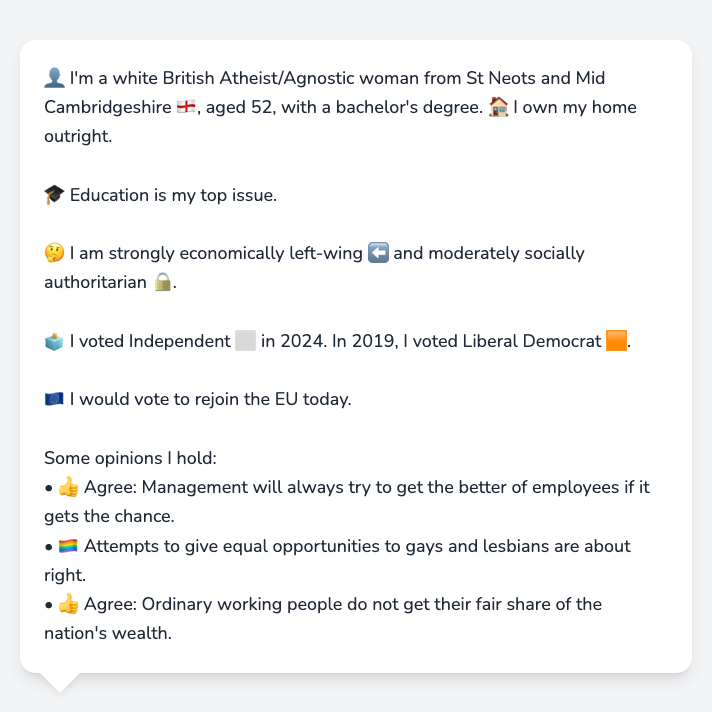 👤 I'm a white British Atheist/Agnostic woman from St Neots and Mid
Cambridgeshire 🏴󠁧󠁢󠁥󠁮󠁧󠁿, aged 52, with a bachelor's degree. 🏠 I own my home
outright.
🎓 Education is my top issue.
🤔 I am strongly economically left-wing ⬅️ and moderately socially
authoritarian 🔒.
🗳️ I voted Independent ⬜ in 2024. In 2019, I voted Liberal Democrat 🟧.
🇪🇺 I would vote to rejoin the EU today.
Some opinions I hold:
• 👍 Agree: Management will always try to get the better of employees if it
gets the chance.
• 🏳️‍🌈 Attempts to give equal opportunities to gays and lesbians are about
right.
• 👍 Agree: Ordinary working people do not get their fair share of the
nation's wealth.